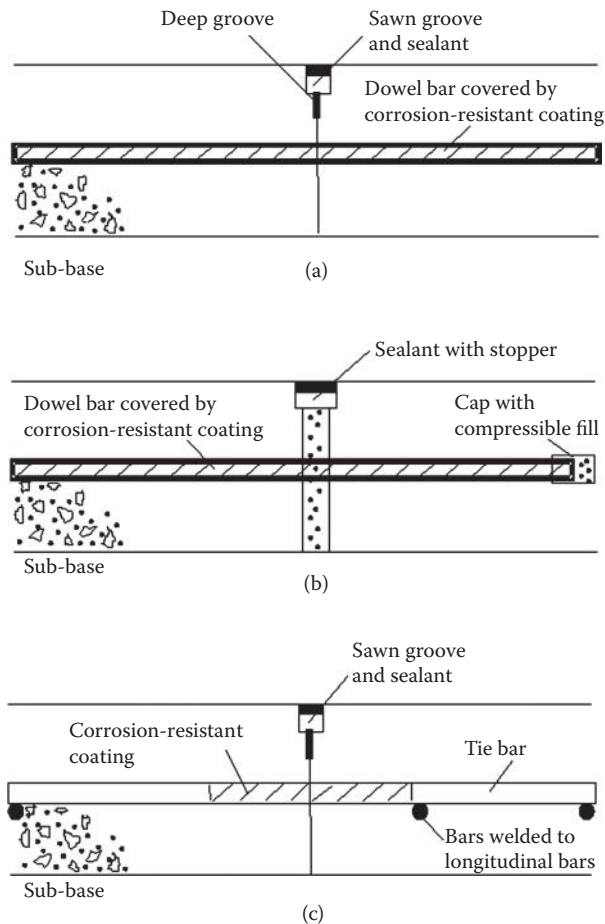 Deep groove
Sawn groove
and sealant
Dowel bar covered by
corrosion-resistant coating
Sub-base
(a)
Sealant with stopper
Dowel bar covered by
corrosion-resistant coating
Cap with
compressible fill
Sub-base
(b)
Sawn groove
and sealant
Corrosion-resistant
coating
Tie bar
Bars welded to
longitudinal bars
Sub-base
(c)